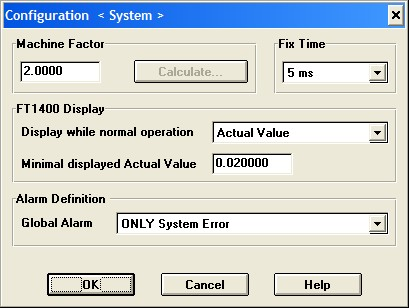 Configuration < System >
Machine Factor
2.0000
Calculate...
Fix Time
5 ms
FT1400 Display
Display while normal operation
Actual Value
Minimal displayed Actual Value
0.020000
Alarm Definition
Global Alarm
ONLY System Error
OK
Cancel
Help